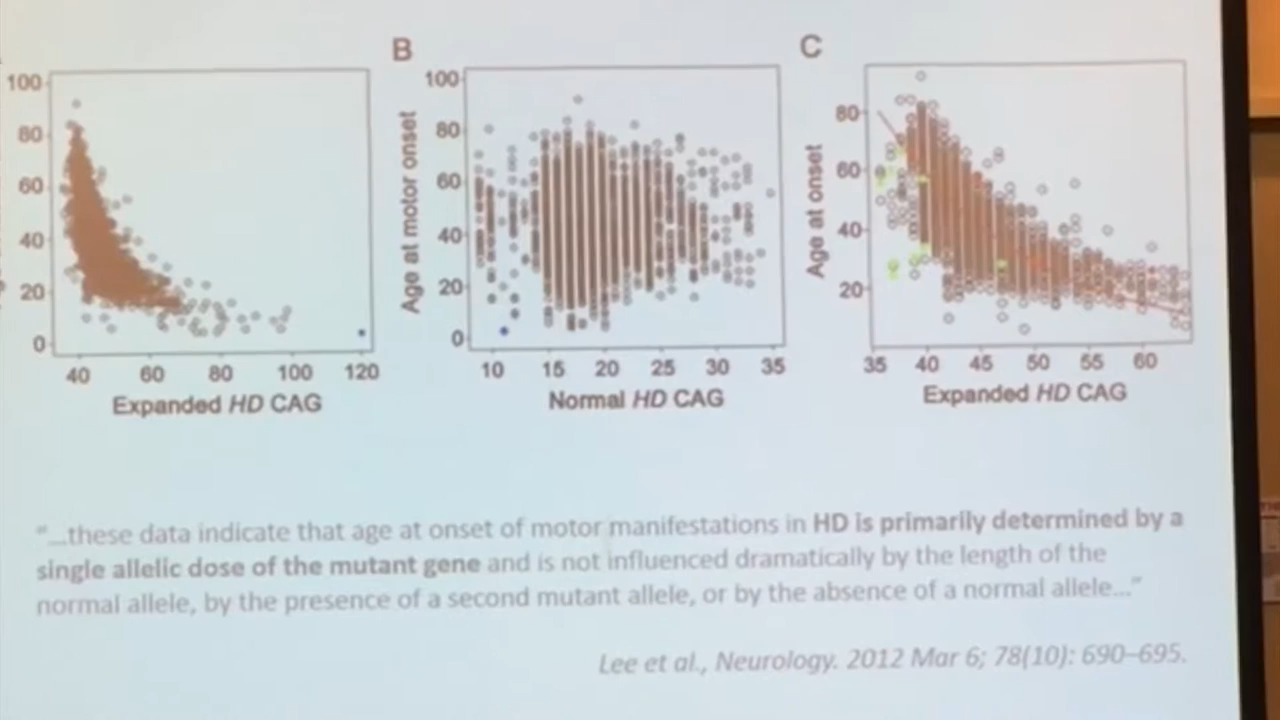 B
C
100
80
60
40
20
0
40 60 80 100 120
Expanded HD CAG
Age at motor onset
100
80
60
40
20
0
10 15 20 25 30 35
Normal HD CAG
Age at onset
80
60
40
20
35 40 45 50 55 60
Expanded HD CAG
“...these data indicate that age at onset of motor manifestations in HD is primarily determined by a
single allelic dose of the mutant gene and is not influenced dramatically by the length of the
normal allele, by the presence of a second mutant allele, or by the absence of a normal allele...”
Lee et al., Neurology. 2012 Mar 6; 78(10): 690–695.